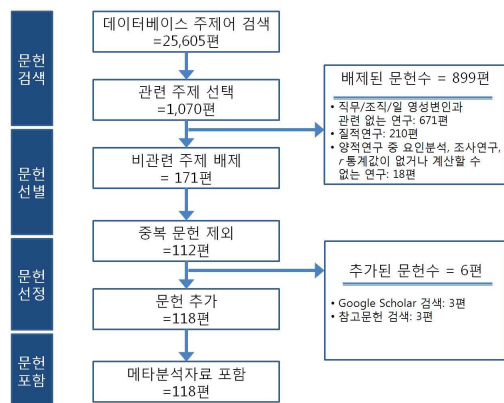 문헌
검색
문헌
선별
문헌
선정
문헌
포함
데이터베이스 주제어 검색
=25,605편
관련 주제 선택
=1,070편
비관련 주제 배제
=171편
중복 문헌 제외
=112편
문헌 추가
=118편
메타분석자료 포함
=118편
배제된 문헌수 = 899편
• 직무/조직/일 영성변인과
관련 없는 연구: 671편
• 질적연구: 210편
• 양적연구 중 요인분석, 조사연구,
r 통계값이 없거나 계산할 수
없는 연구: 18편
추가된 문헌수 = 6편
• Google Scholar 검색: 3편
• 참고문헌 검색: 3편